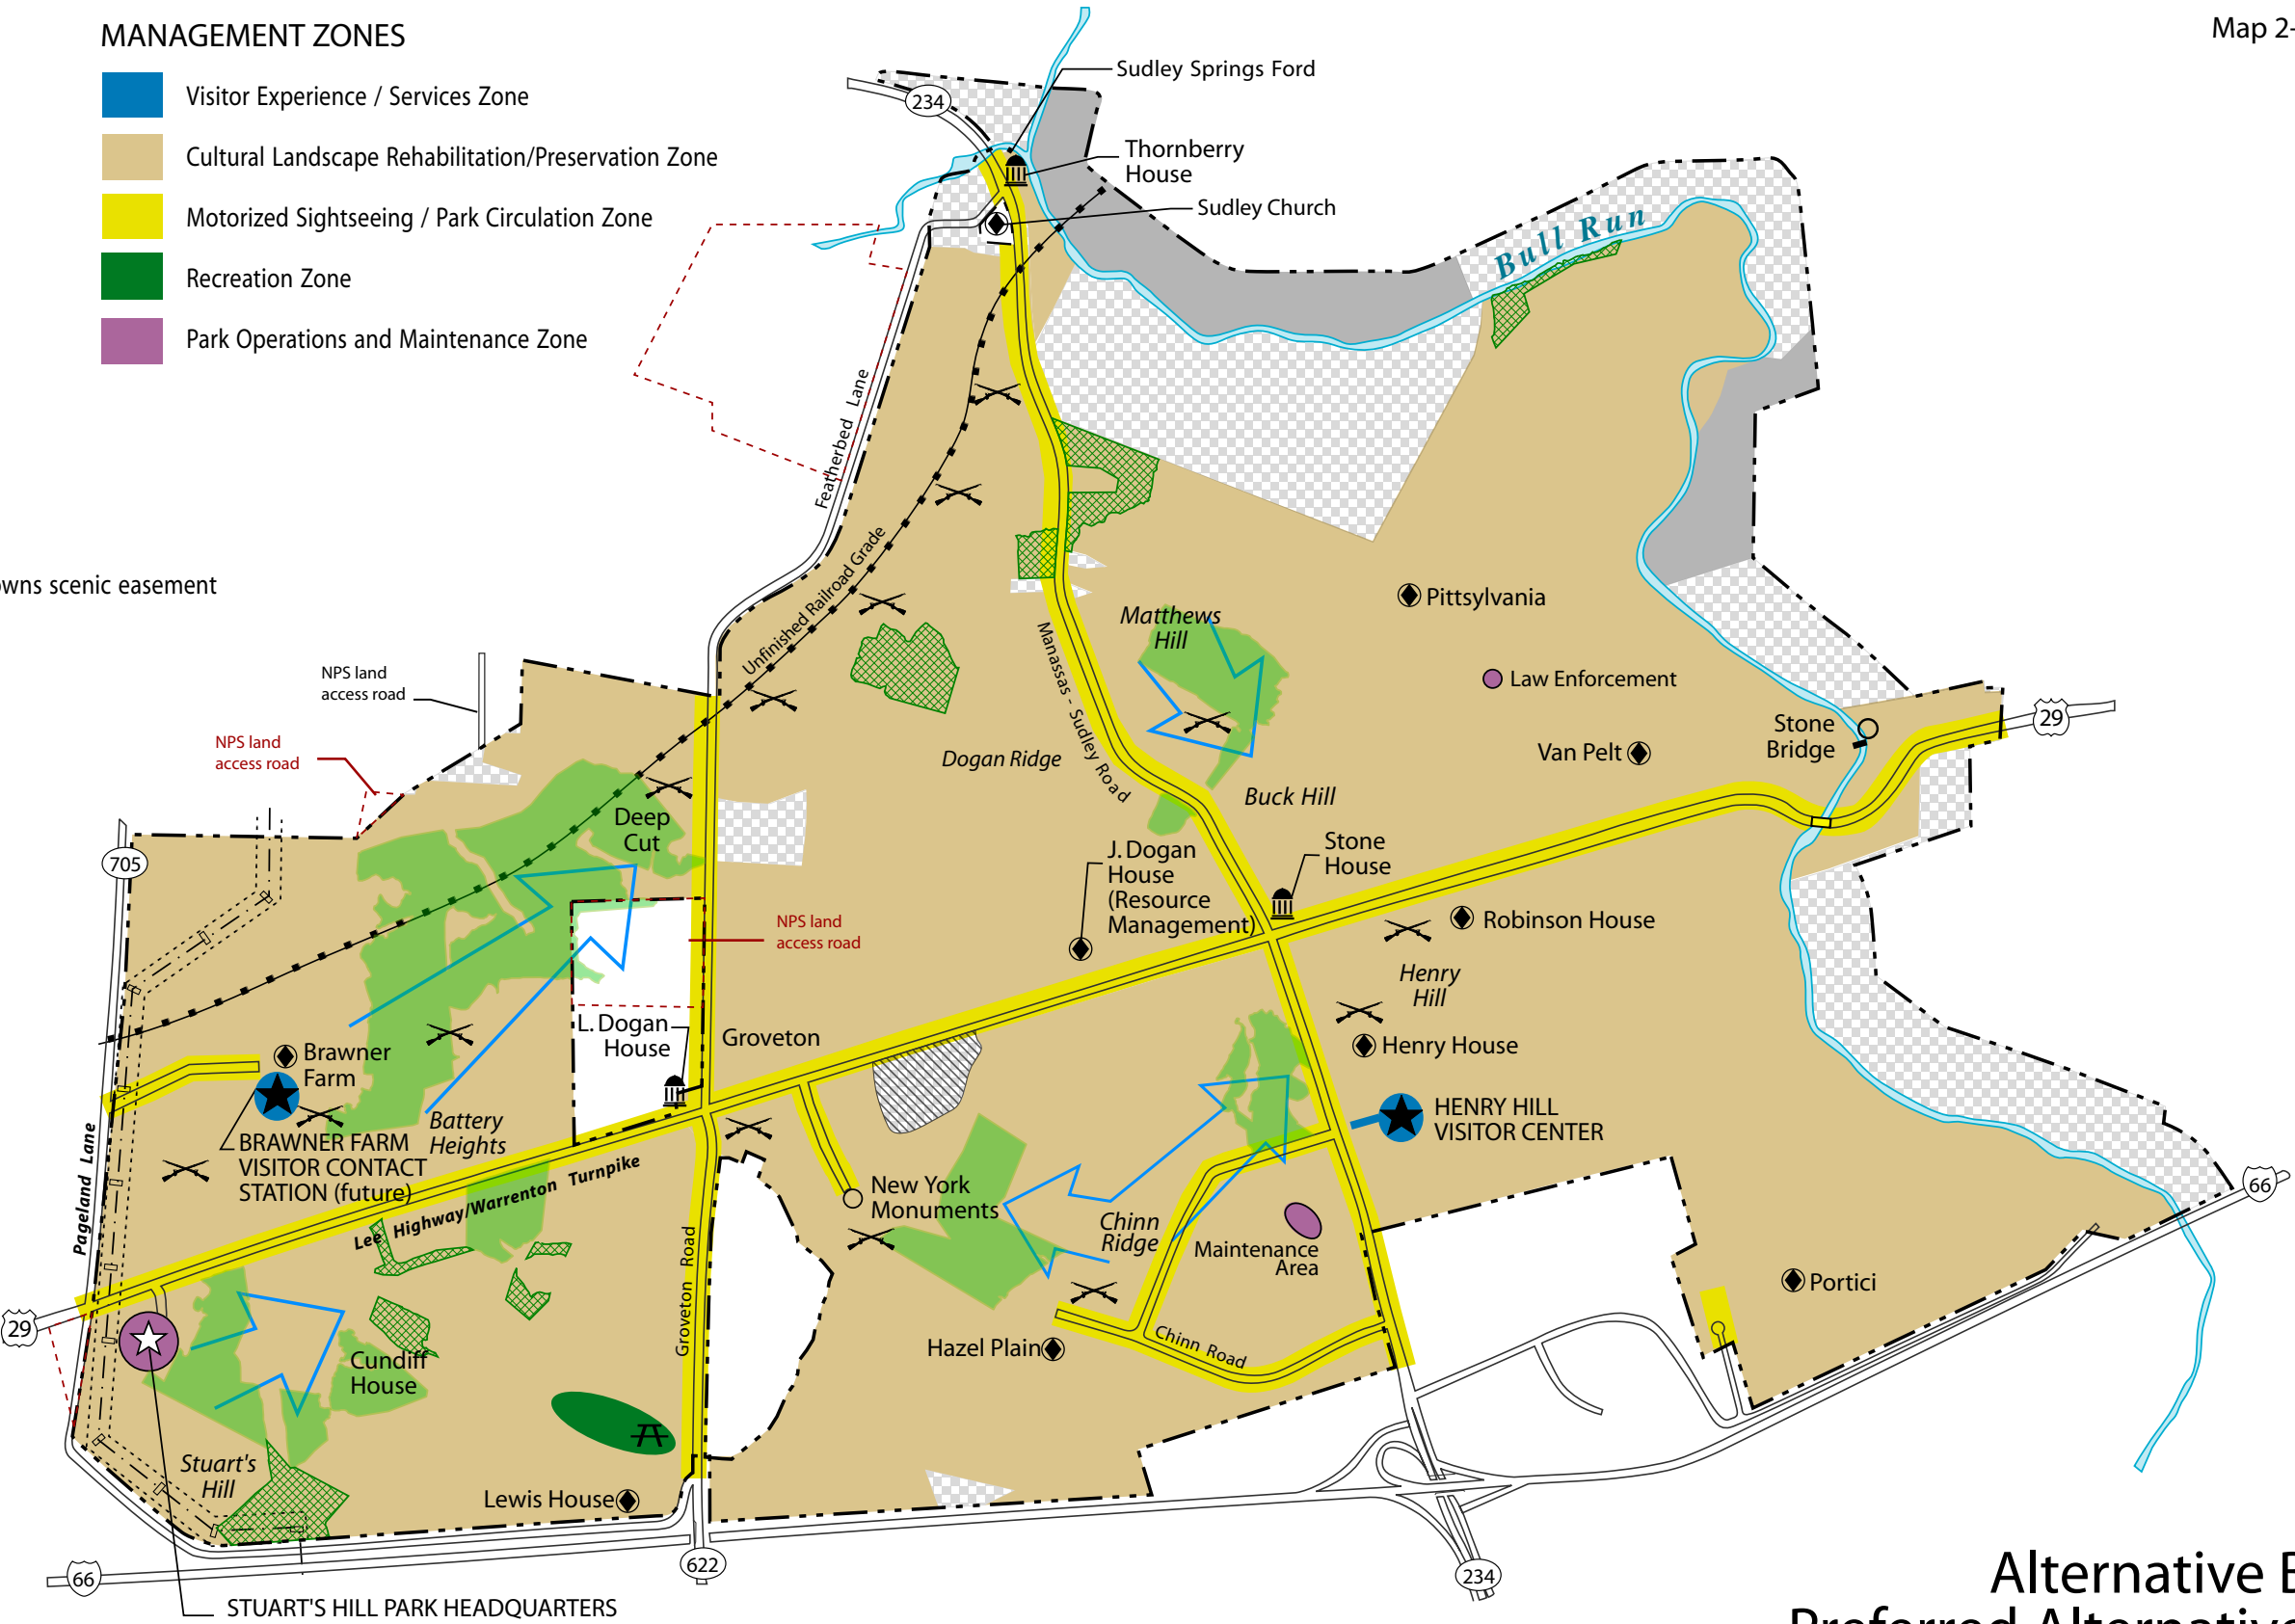 MANAGEMENT ZONES
Visitor Experience / Services Zone
Cultural Landscape Rehabilitation/Preservation Zone
Motorized Sightseeing / Park Circulation Zone
Recreation Zone
Park Operations and Maintenance Zone
Map 2-
Sudley Springs Ford
234
Thornberry
House
Sudley Church
Bull Run
Featherbed Lane
Unfinished Railroad Grade
wns scenic easement
Matthews
Hill
Pittsylvania
Manassas - Sudley Road
NPS land
access road
Law Enforcement
NPS land
access road
Stone
Bridge
29
Van Pelt
Dogan Ridge
Buck Hill
Deep
Cut
705
J. Dogan
House
(Resource
Management)
Stone
House
NPS land
access road
Robinson House
Henry
Hill
L. Dogan
House
Groveton
Henry House
Brawner
Farm
Battery
Heights
BRAWNER FARM
VISITOR CONTACT
STATION (future)
HENRY HILL
VISITOR CENTER
Pageland Lane
Lee Highway/Warrenton Turnpike
New York
Monuments
66
Chinn
Ridge
Maintenance
Area
Groveton Road
Portici
29
Cundiff
House
Hazel Plain
Chinn Road
Stuart's
Hill
Lewis House
66
622
234
STUART'S HILL PARK HEADQUARTERS
Alternative B
Preferred Alternative